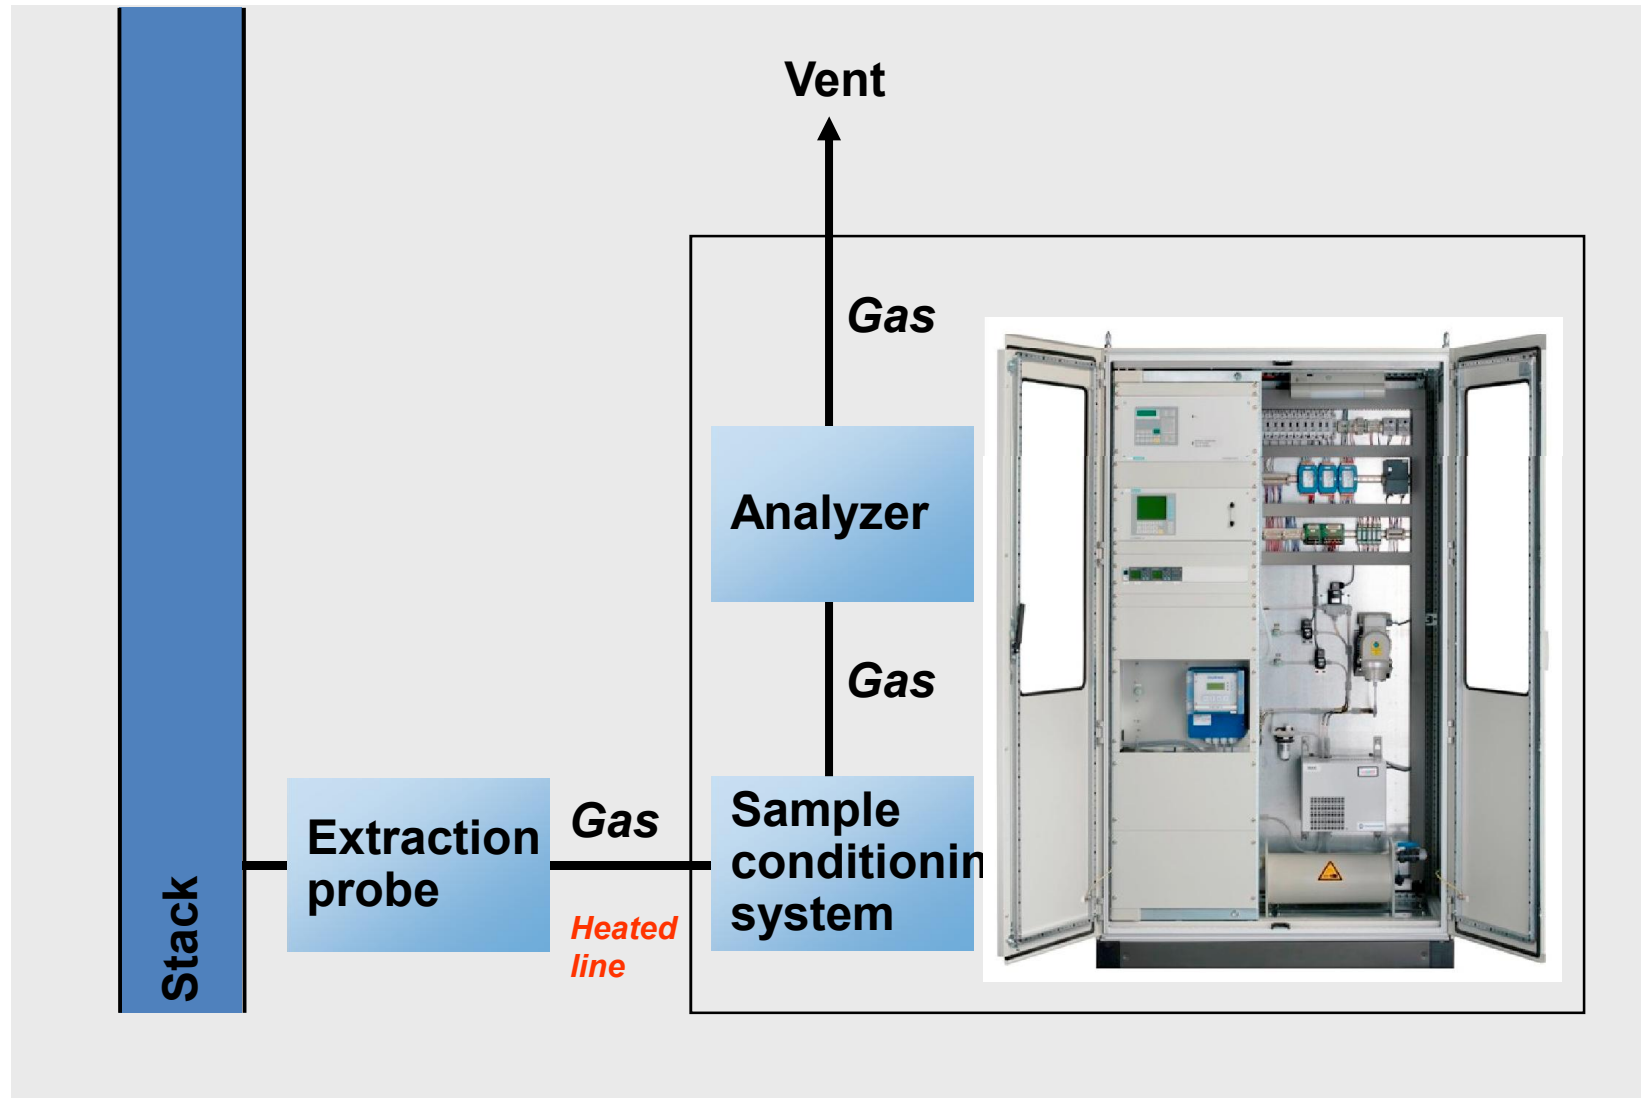 Vent
Gas
Analyzer
Gas
Extraction
probe
Gas
Heated
line
Sample
conditionin
system
Stack